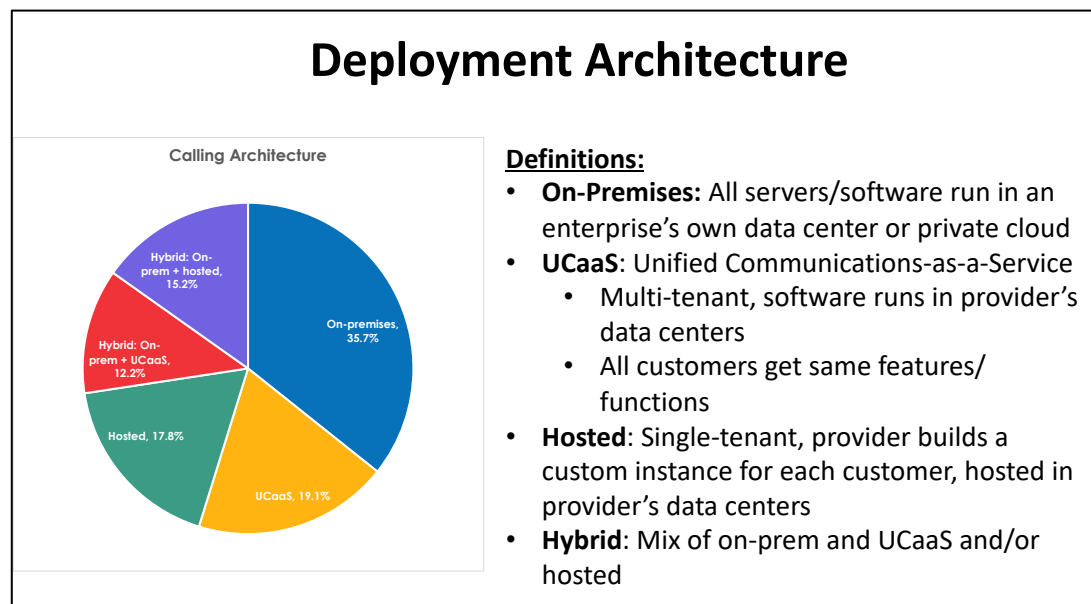 Deployment Architecture
Calling Architecture
Hybrid: On-
prem + hosted,
15.2%
On-premises,
35.7%
Hybrid: On-
prem + UCaaS,
12.2%
Hosted, 17.8%
UCaaS, 19.1%
Definitions:
• On-Premises: All servers/software run in an
enterprise’s own data center or private cloud
• UCaaS: Unified Communications-as-a-Service
• Multi-tenant, software runs in provider’s
data centers
• All customers get same features/
functions
• Hosted: Single-tenant, provider builds a
custom instance for each customer, hosted in
provider’s data centers
• Hybrid: Mix of on-prem and UCaaS and/or
hosted